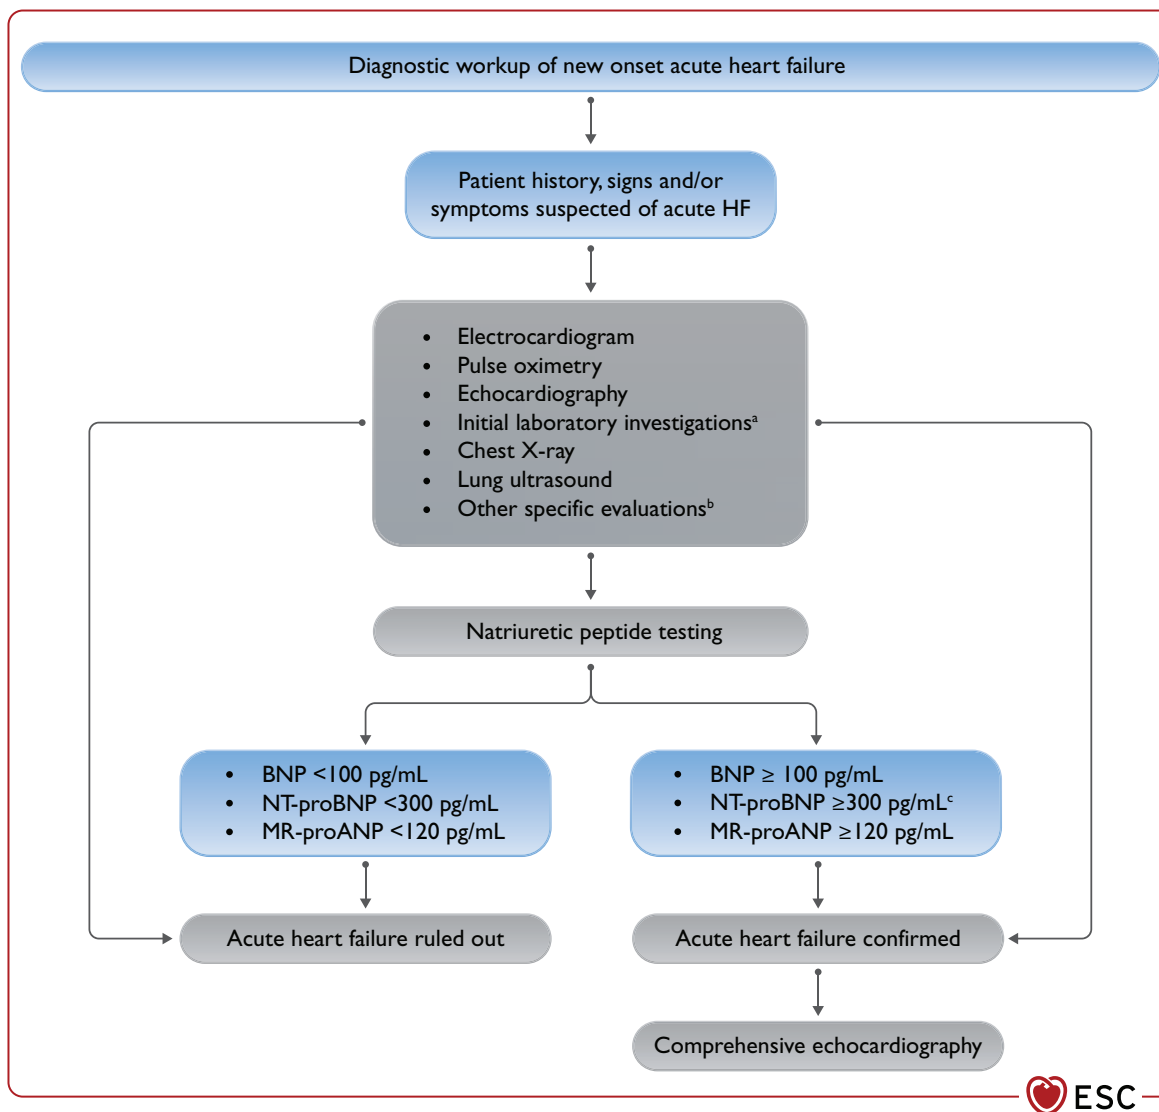 Diagnostic workup of new onset acute heart failure
Patient history, signs and/or
symptoms suspected of acute HF
• Electrocardiogram
• Pulse oximetry
• Echocardiography
• Initial laboratory investigationsᵃ
• Chest X-ray
• Lung ultrasound
• Other specific evaluationsᵇ
Natriuretic peptide testing
• BNP <100 pg/mL
• NT-proBNP <300 pg/mL
• MR-proANP <120 pg/mL
• BNP ≥ 100 pg/mL
• NT-proBNP ≥300 pg/mLᶜ
• MR-proANP ≥120 pg/mL
Acute heart failure ruled out
Acute heart failure confirmed
Comprehensive echocardiography
ESC